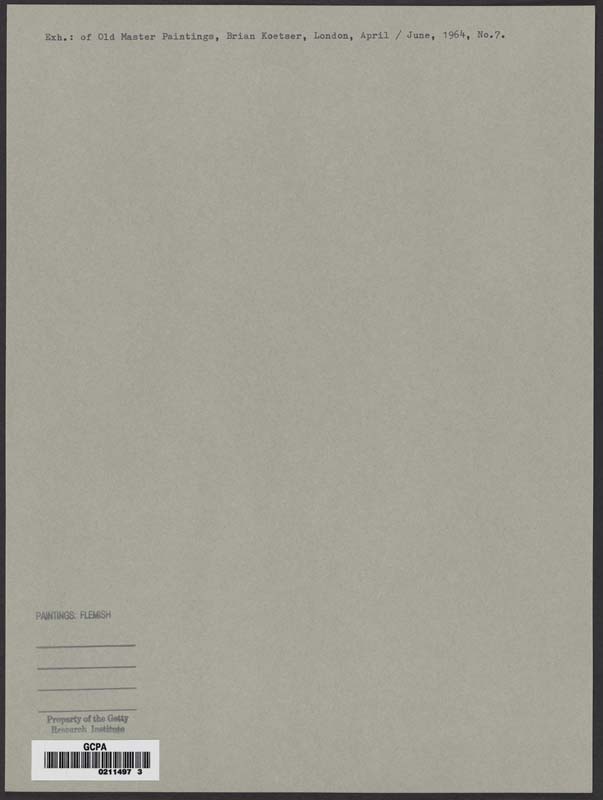 Exh.: of Old Master Paintings, Brian Koetser, London, April / June, 1964, No.7.
PAINTINGS: FLEMISH
Property of the Getty
Research Institute
GCPA
0211497 3